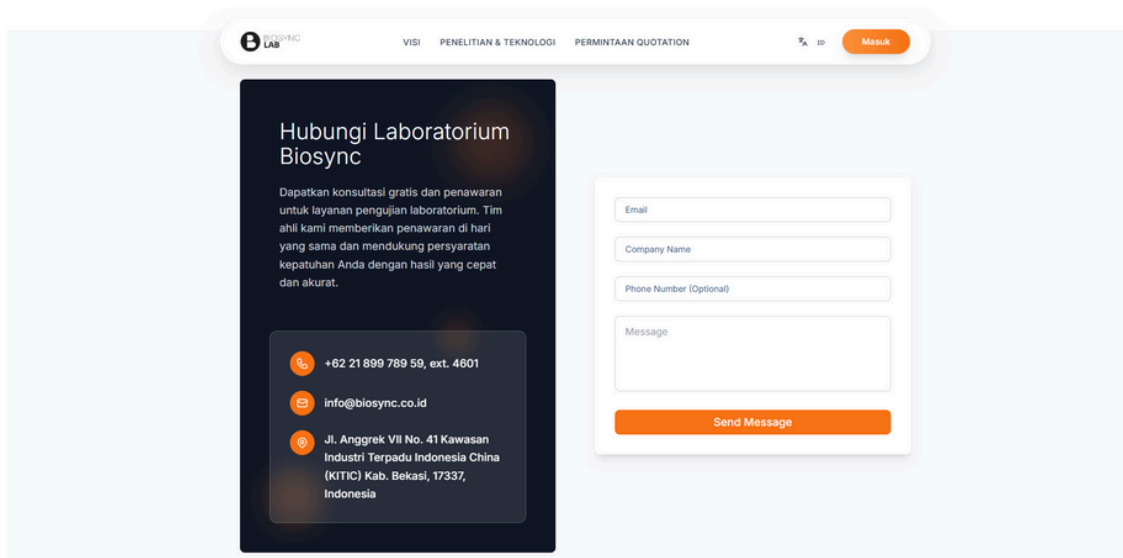 BIOSYNC
LAB
VISI
PENELITIAN & TEKNOLOGI
PERMINTAAN QUOTATION
ID
Masuk
Hubungi Laboratorium
Biosync
Dapatkan konsultasi gratis dan penawaran
untuk layanan pengujian laboratorium. Tim
ahli kami memberikan penawaran di hari
yang sama dan mendukung persyaratan
kepatuhan Anda dengan hasil yang cepat
dan akurat.
+62 21 899 789 59, ext. 4601
info@biosync.co.id
Jl. Anggrek VII No. 41 Kawasan
Industri Terpadu Indonesia China
(KITIC) Kab. Bekasi, 17337,
Indonesia
Email
Company Name
Phone Number (Optional)
Message
Send Message